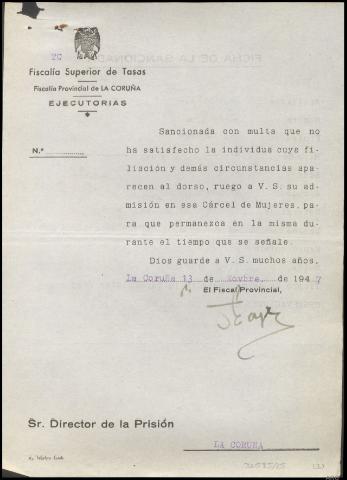 TC
Fiscalía Superior de Tasas
Fiscalía Provincial de LA CORUÑA
EJECUTORIAS
N.º
Sancionada con multa que no
ha satisfecho la individua cuya fi-
liación y demás circunstancias apa-
recen al dorso, ruego a V. S. su ad-
misión en esa Cárcel de Mujeres, pa
ra que permanezca en la misma du-
rante el tiempo que se señale.
Dios guarde a V. S. muchos años.
La Coruña 13 de Novbre. de 1947
El Fiscal Provincial,
Sr. Director de la Prisión
LA CORUÑA